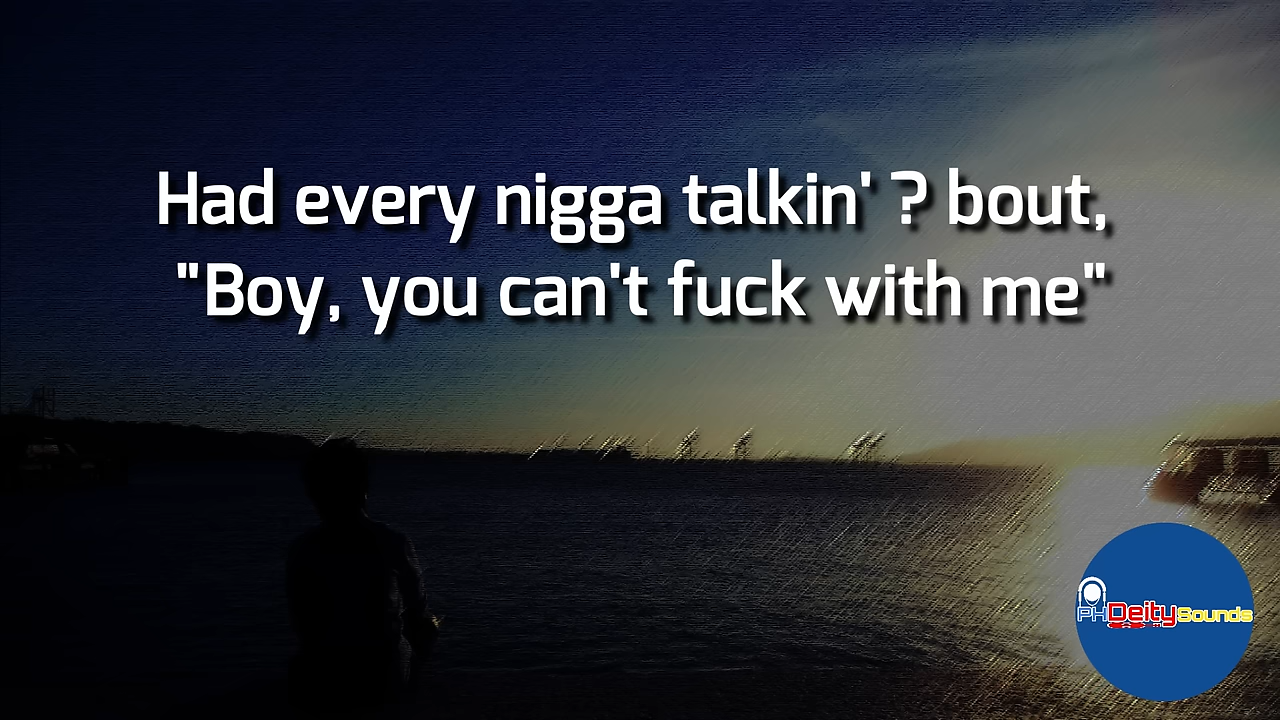 Had every nigga talkin' ? bout,
"Boy, you can't fuck with me"
PHDeitySounds